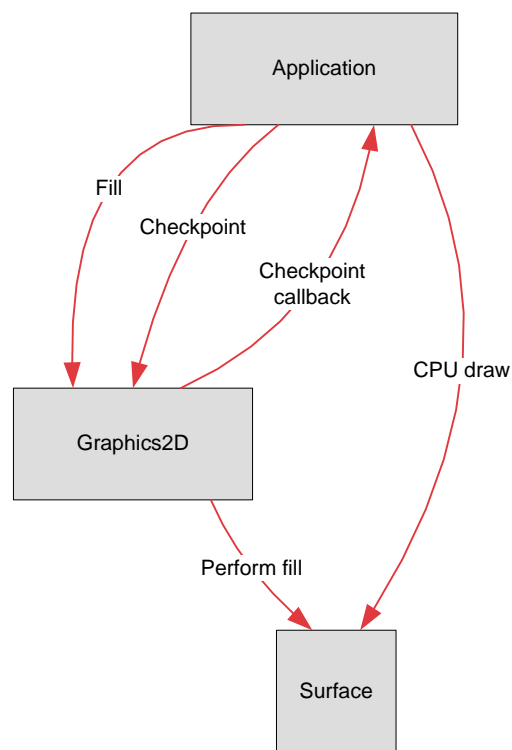 Application
Fill
Checkpoint
Checkpoint
callback
CPU draw
Graphics2D
Perform fill
Surface